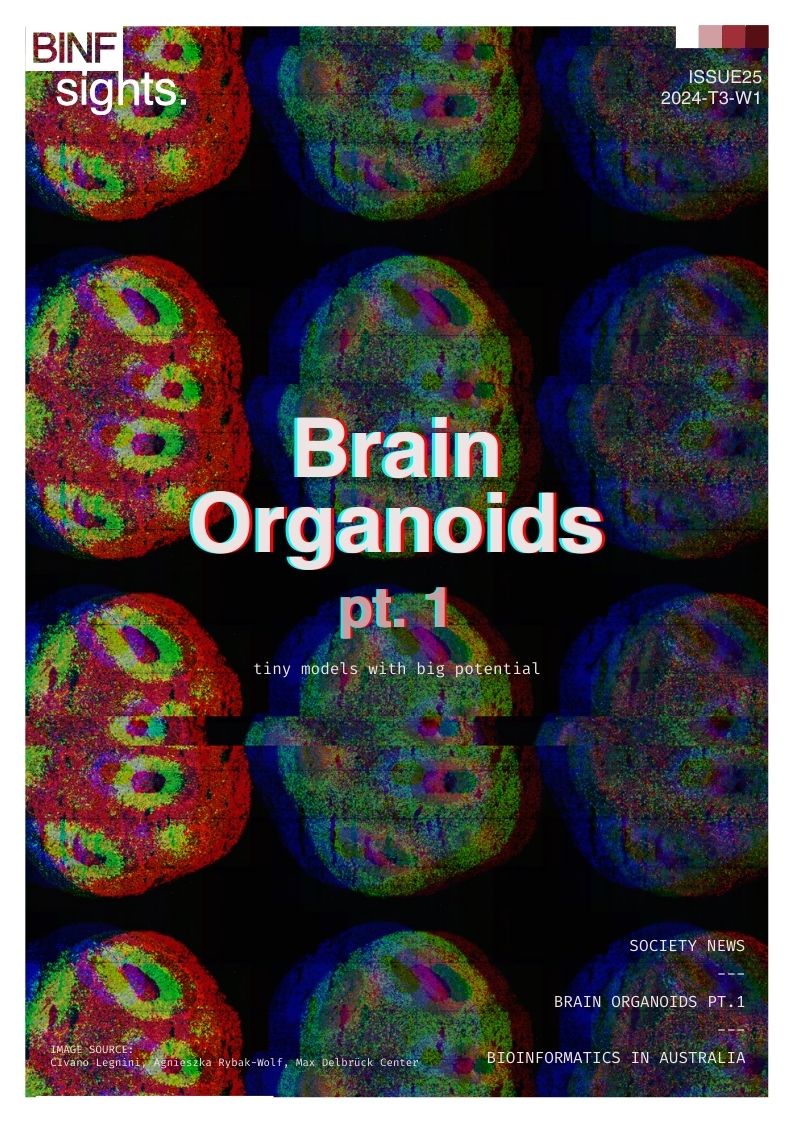 BINF
sights.
ISSUE25
2024-T3-W1
Brain
Organoids
pt. 1
tiny models with big potential
SOCIETY NEWS
---
BRAIN ORGANOIDS PT.1
---
BIOINFORMATICS IN AUSTRALIA
IMAGE SOURCE:
CIvano Legnini, Agnieszka Rybak-Wolf, Max Delbrück Center